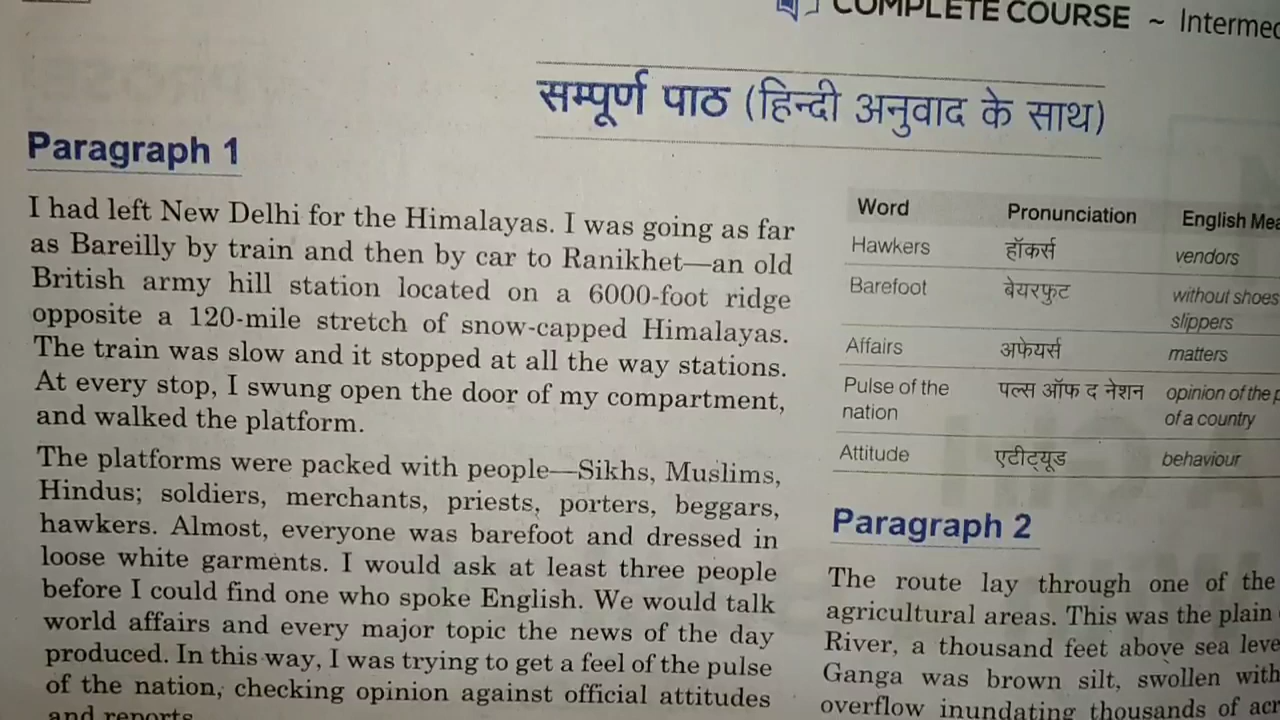 COMPLETE COURSE ~ Intermed
सम्पूर्ण पाठ (हिन्दी अनुवाद के साथ)
Paragraph 1
I had left New Delhi for the Himalayas. I was going as far
as Bareilly by train and then by car to Ranikhet—an old
British army hill station located on a 6000-foot ridge
opposite a 120-mile stretch of snow-capped Himalayas.
The train was slow and it stopped at all the way stations.
At every stop, I swung open the door of my compartment,
and walked the platform.
The platforms were packed with people—Sikhs, Muslims,
Hindus; soldiers, merchants, priests, porters, beggars,
hawkers. Almost, everyone was barefoot and dressed in
loose white garments. I would ask at least three people
before I could find one who spoke English. We would talk
world affairs and every major topic the news of the day
produced. In this way, I was trying to get a feel of the pulse
of the nation, checking opinion against official attitudes
and reports.
Word Pronunciation English Mea
Hawkers हॉकर्स vendors
Barefoot बेयरफुट without shoes
slippers
Affairs अफेयर्स matters
Pulse of the पल्स ऑफ द नेशन opinion of the p
nation of a country
Attitude एटीट्यूड behaviour
Paragraph 2
The route lay through one of the
agricultural areas. This was the plain
River, a thousand feet above sea leve
Ganga was brown silt, swollen with
overflow inundating thousands of acr